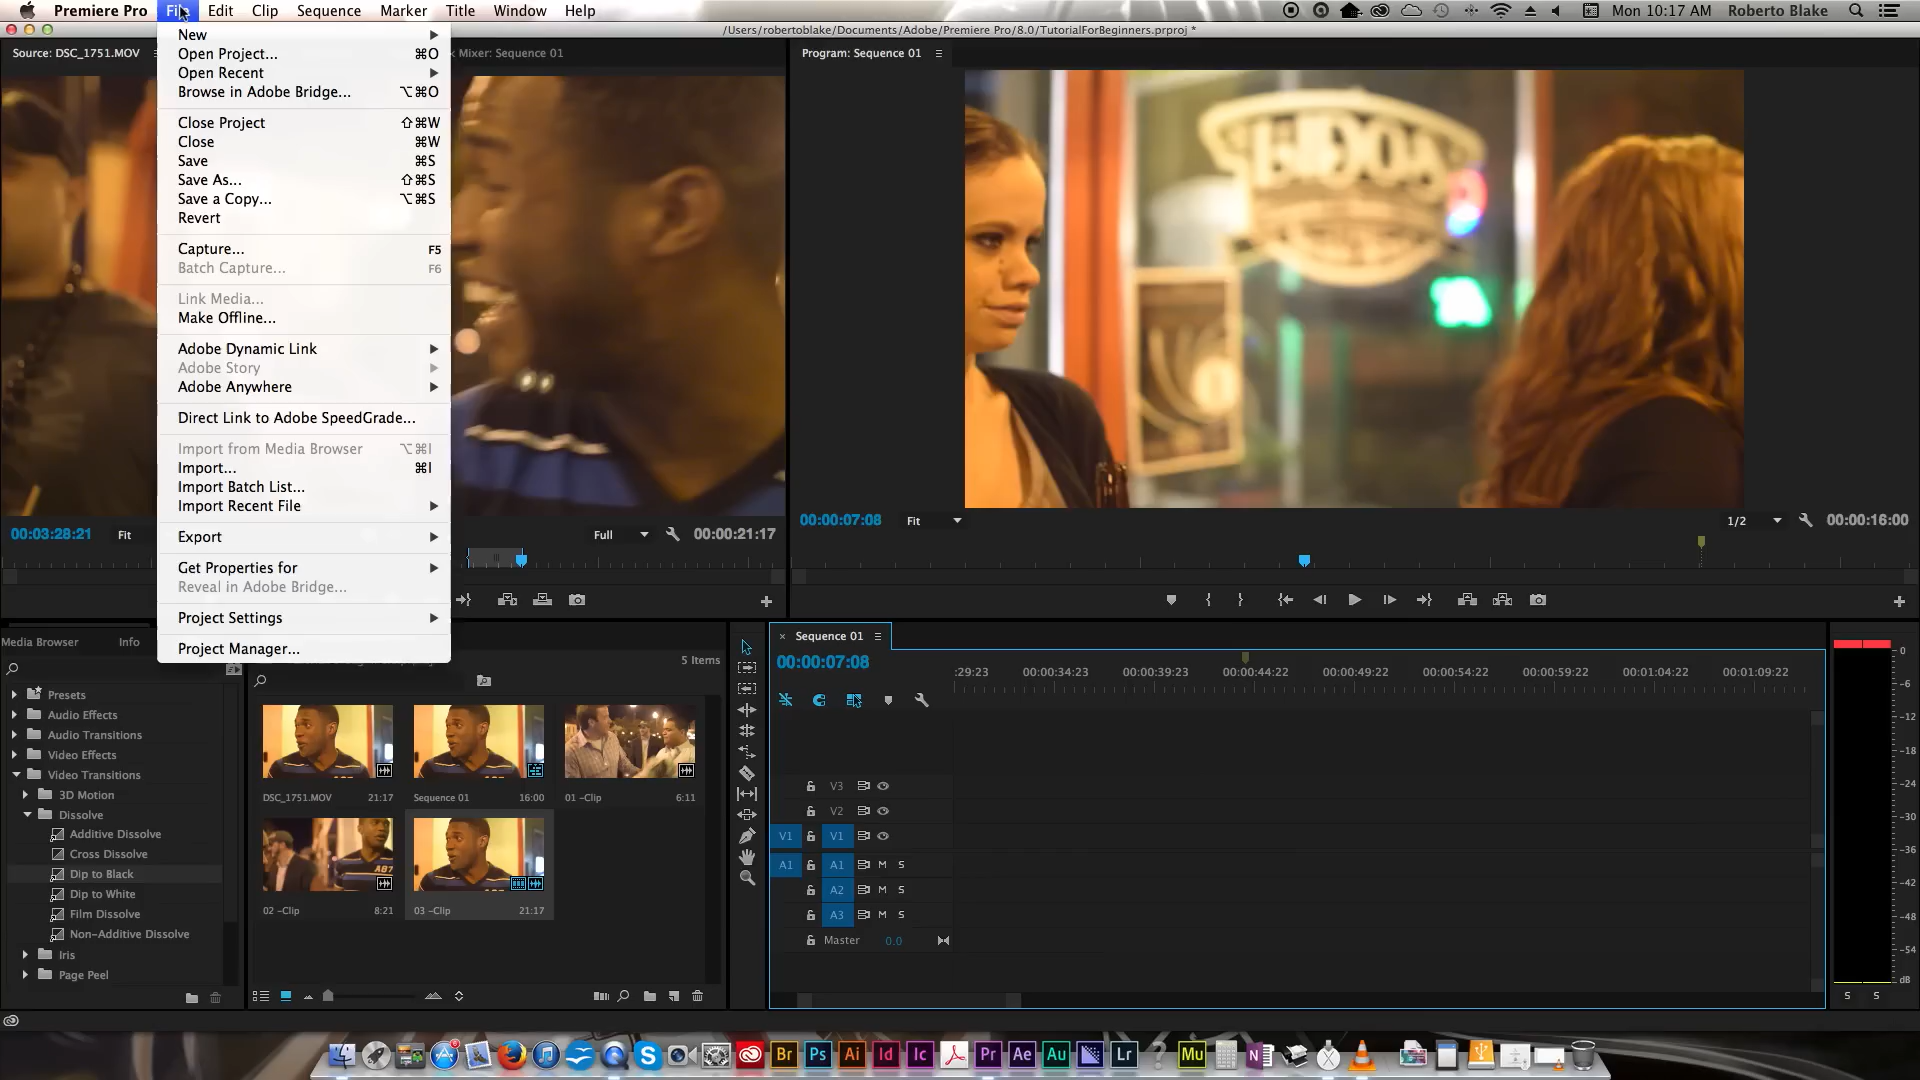 Premiere Pro File Edit Clip Sequence Marker Title Window Help Mon 10:17 AM Roberto Blake
/Users/robertoblake/Documents/Adobe/Premiere Pro/8.0/TutorialForBeginners.prproj *
Source: DSC_1751.MOV
Mixer: Sequence 01
Program: Sequence 01
New
Open Project... ⌘O
Open Recent
Browse in Adobe Bridge... ⌥⌘O
Close Project ⇧⌘W
Close ⌘W
Save ⌘S
Save As... ⇧⌘S
Save a Copy... ⌥⌘S
Revert
Capture... F5
Batch Capture... F6
Link Media...
Make Offline...
Adobe Dynamic Link
Adobe Story
Adobe Anywhere
Direct Link to Adobe SpeedGrade...
Import from Media Browser ⌥⌘I
Import... ⌘I
Import Batch List...
Import Recent File
Export
Get Properties for
Reveal in Adobe Bridge...
Project Settings
Project Manager...
00:03:28:21 Fit Full 00:00:21:17
00:00:07:08 Fit 1/2 00:00:16:00
Media Browser Info
5 Items
Presets
Audio Effects
Audio Transitions
Video Effects
Video Transitions
3D Motion
Dissolve
Additive Dissolve
Cross Dissolve
Dip to Black
Dip to White
Film Dissolve
Non-Additive Dissolve
Iris
Page Peel
DSC_1751.MOV 21:17
Sequence 01 16:00
01 -Clip 6:11
02 -Clip 8:21
03 -Clip 21:17
× Sequence 01
00:00:07:08
:29:23 00:00:34:23 00:00:39:23 00:00:44:22 00:00:49:22 00:00:54:22 00:00:59:22 00:01:04:22 00:01:09:22
V3
V2
V1 V1
A1 A1 M S
A2 M S
A3 M S
Master 0.0
0
-6
-12
-18
-24
-30
-36
-42
-48
-54
dB
S S
Br Ps Ai Id Ic Pr Ae Au Lr ? Mu N